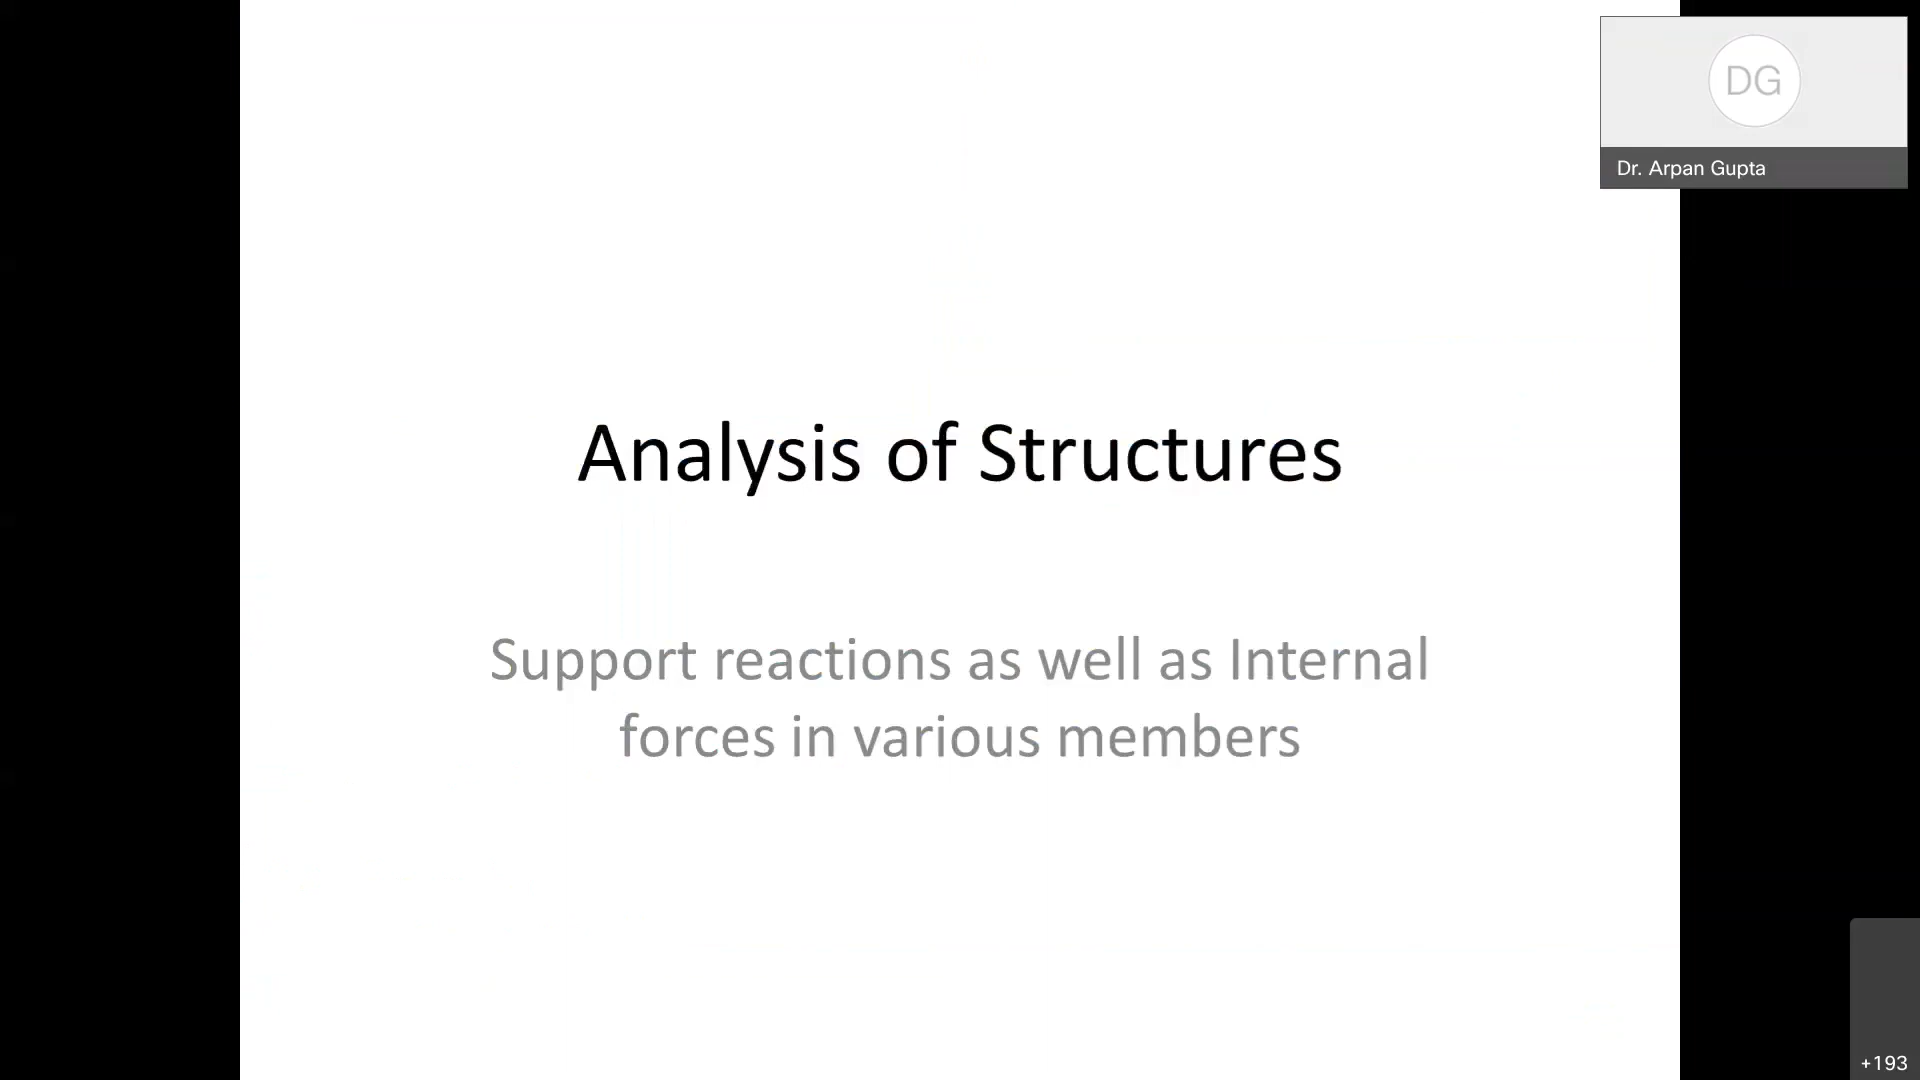 DG
Dr. Arpan Gupta
Analysis of Structures
Support reactions as well as Internal
forces in various members
+193